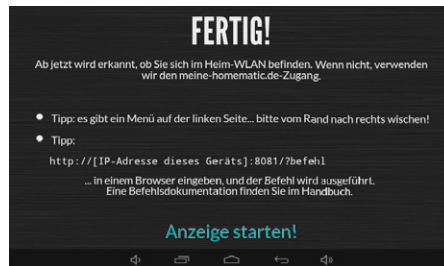 FERTIG!
Ab jetzt wird erkannt, ob Sie sich im Heim-WLAN befinden. Wenn nicht, verwenden
wir den meine-homematic.de-Zugang.
Tipp: es gibt ein Menü auf der linken Seite... bitte vom Rand nach rechts wischen!
Tipp:
http://[IP-Adresse dieses Geräts]:8081/?befehl
... in einem Browser eingeben, und der Befehl wird ausgeführt.
Eine Befehlsdokumentation finden Sie im Handbuch.
Anzeige starten!